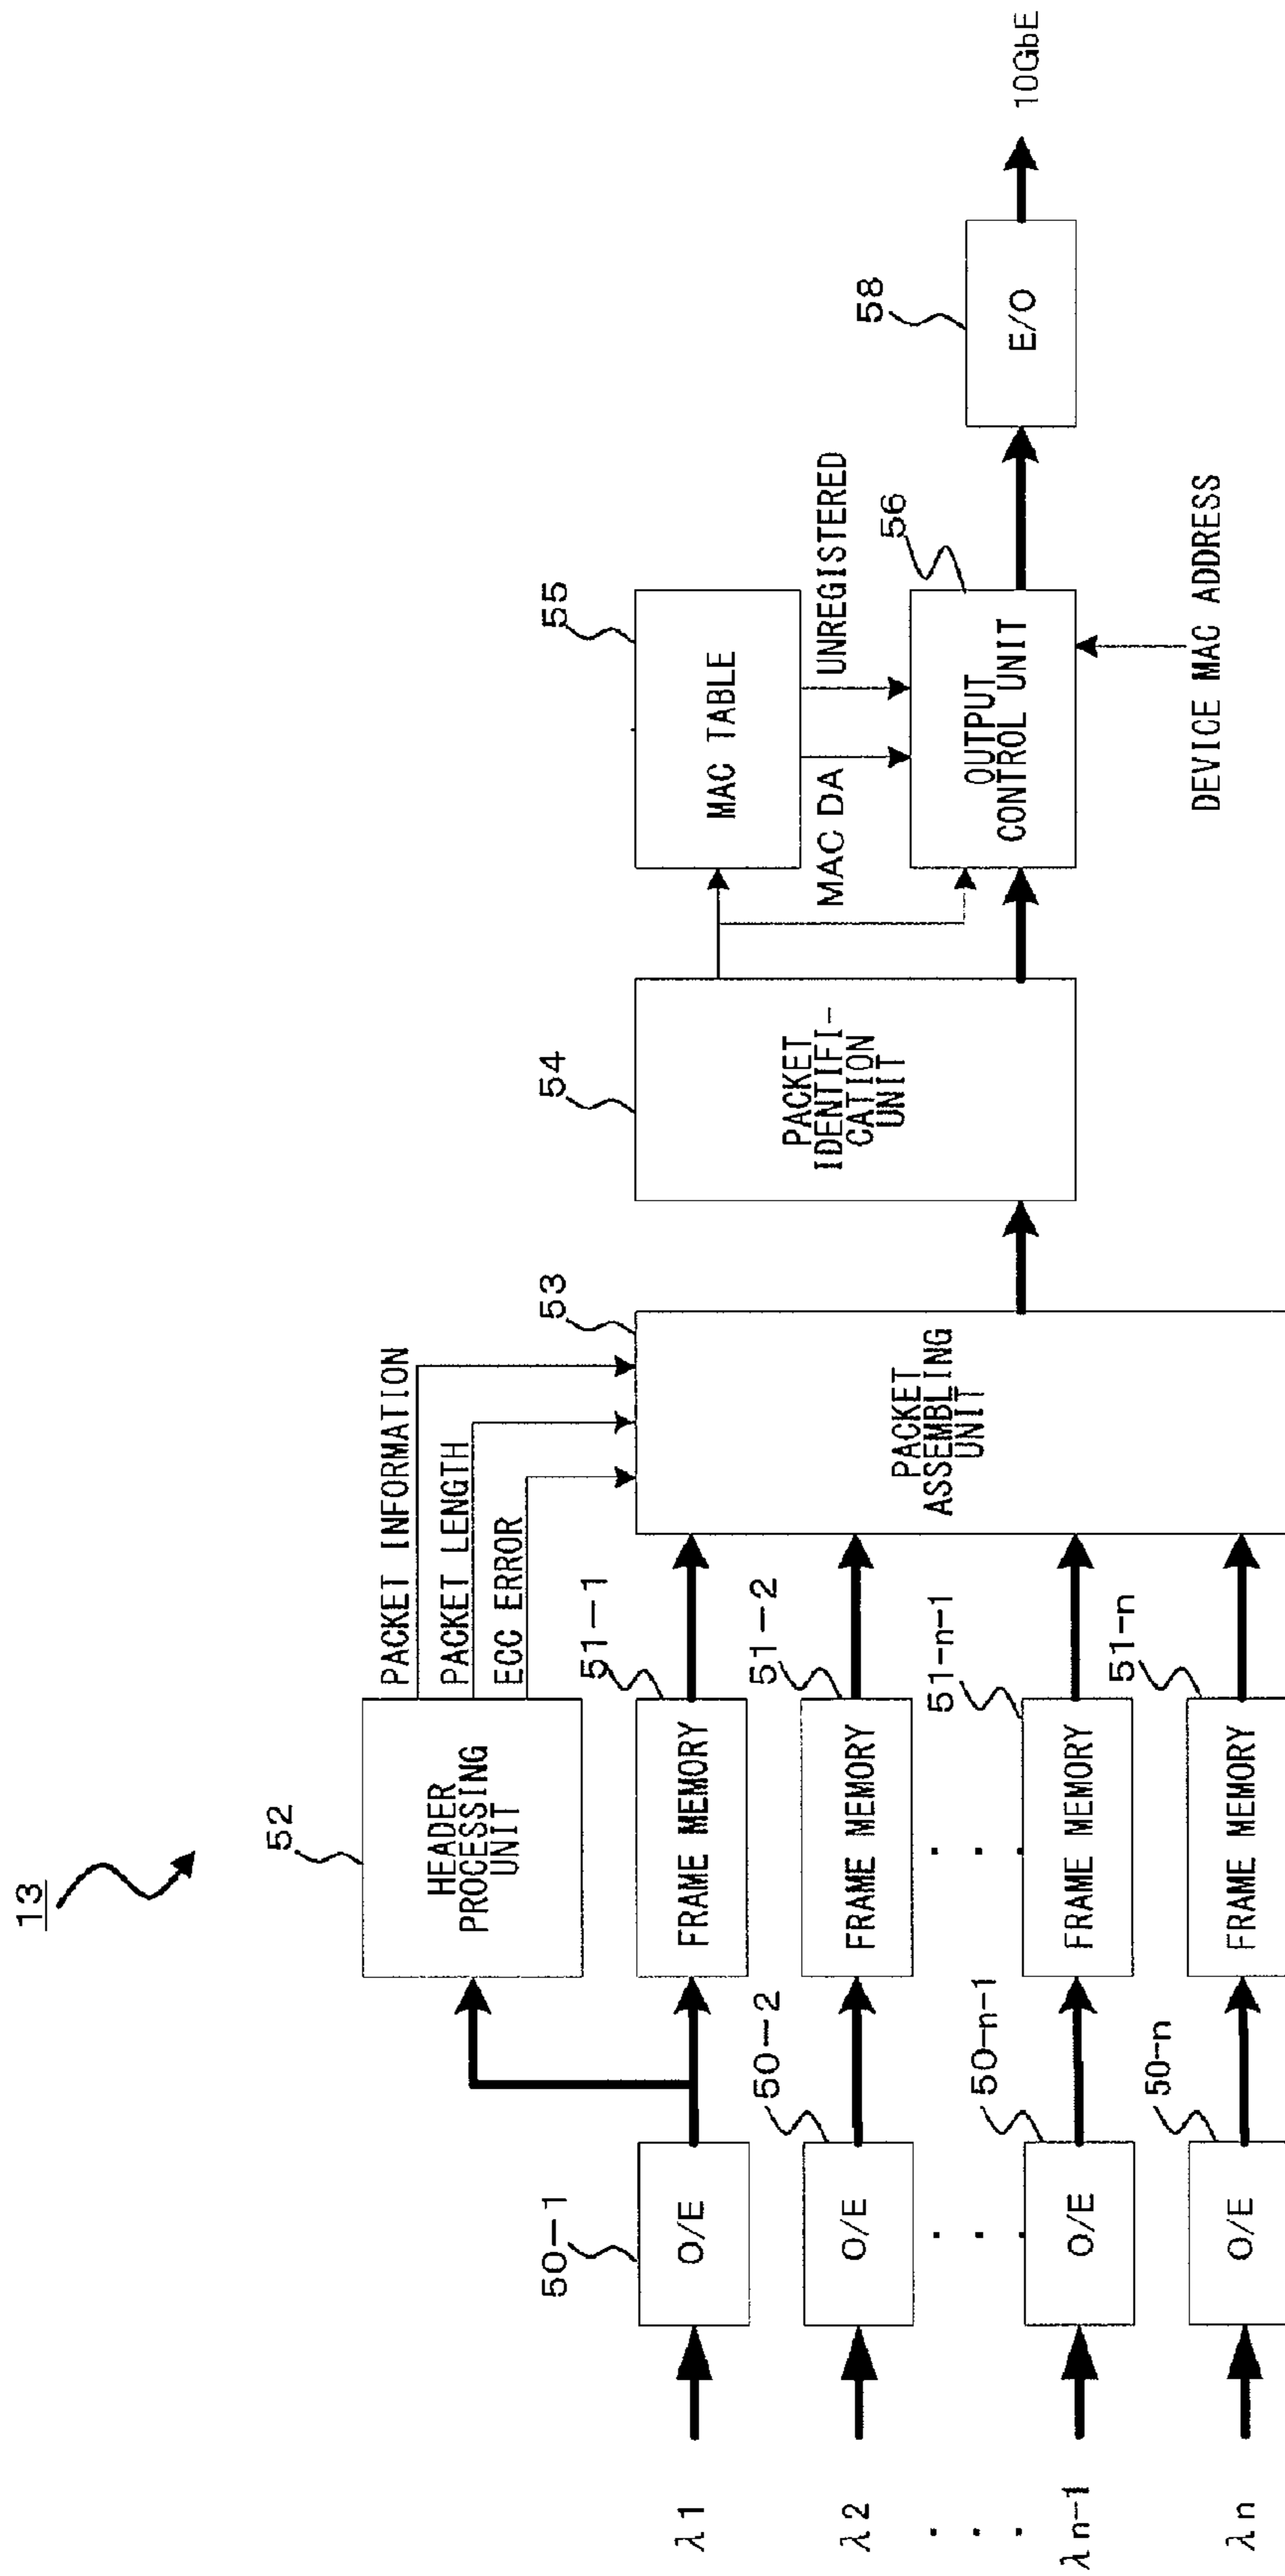 13
52
HEADER
PROCESSING
UNIT
PACKET INFORMATION
PACKET LENGTH
ECC ERROR
λ1
50-1
O/E
51-1
FRAME MEMORY
λ2
50-2
O/E
51-2
FRAME MEMORY
. . .
. . .
. . .
λn-1
50-n-1
O/E
51-n-1
FRAME MEMORY
λn
50-n
O/E
51-n
FRAME MEMORY
53
PACKET
ASSEMBLING
UNIT
54
PACKET
IDENTIFI-
CATION
UNIT
55
MAC TABLE
MAC DA
UNREGISTERED
56
OUTPUT
CONTROL UNIT
DEVICE MAC ADDRESS
58
E/O
10GbE